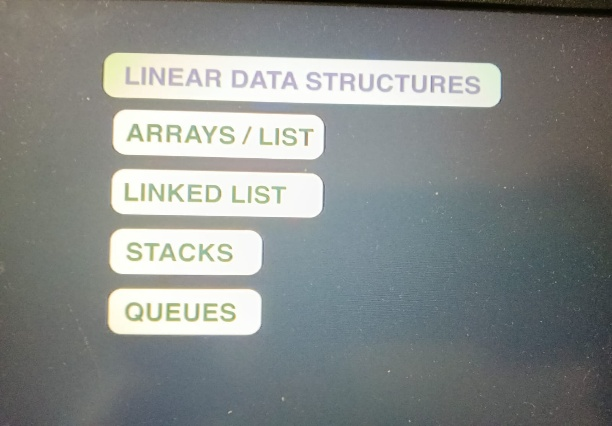 LINEAR DATA STRUCTURES
ARRAYS / LIST
LINKED LIST
STACKS
QUEUES